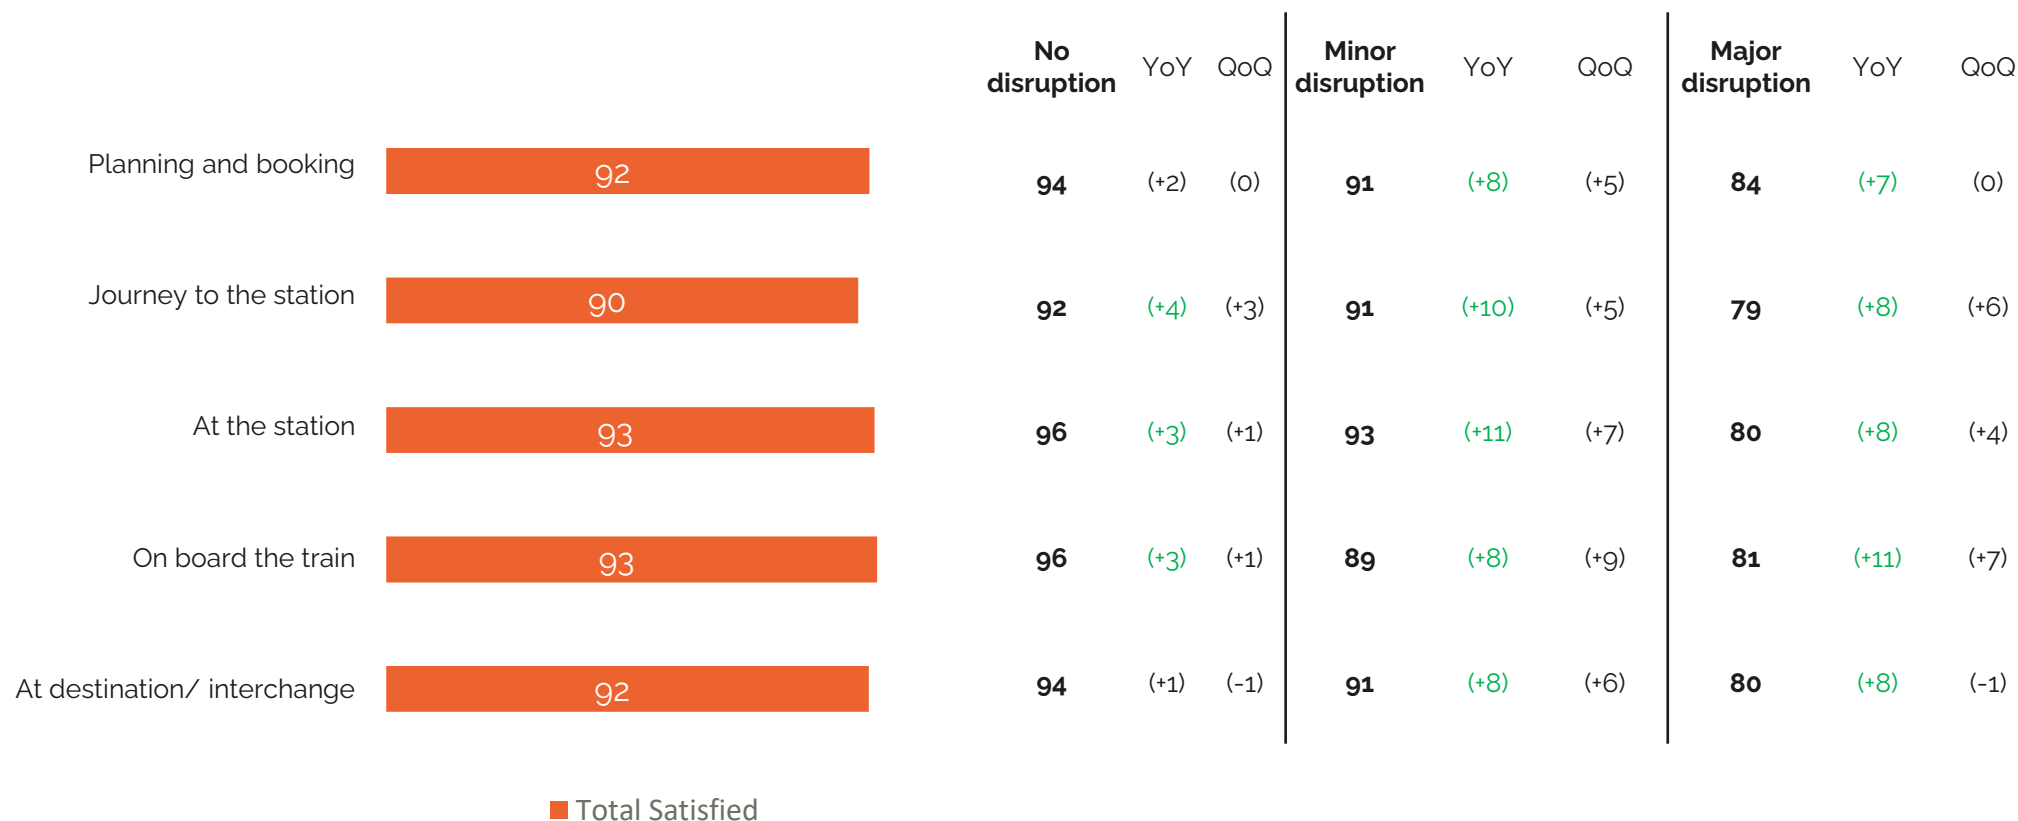 No disruption YoY QoQ Minor disruption YoY QoQ Major disruption YoY QoQ
Planning and booking 92 94 (+2) (0) 91 (+8) (+5) 84 (+7) (0)
Journey to the station 90 92 (+4) (+3) 91 (+10) (+5) 79 (+8) (+6)
At the station 93 96 (+3) (+1) 93 (+11) (+7) 80 (+8) (+4)
On board the train 93 96 (+3) (+1) 89 (+8) (+9) 81 (+11) (+7)
At destination/ interchange 92 94 (+1) (-1) 91 (+8) (+6) 80 (+8) (-1)
Total Satisfied